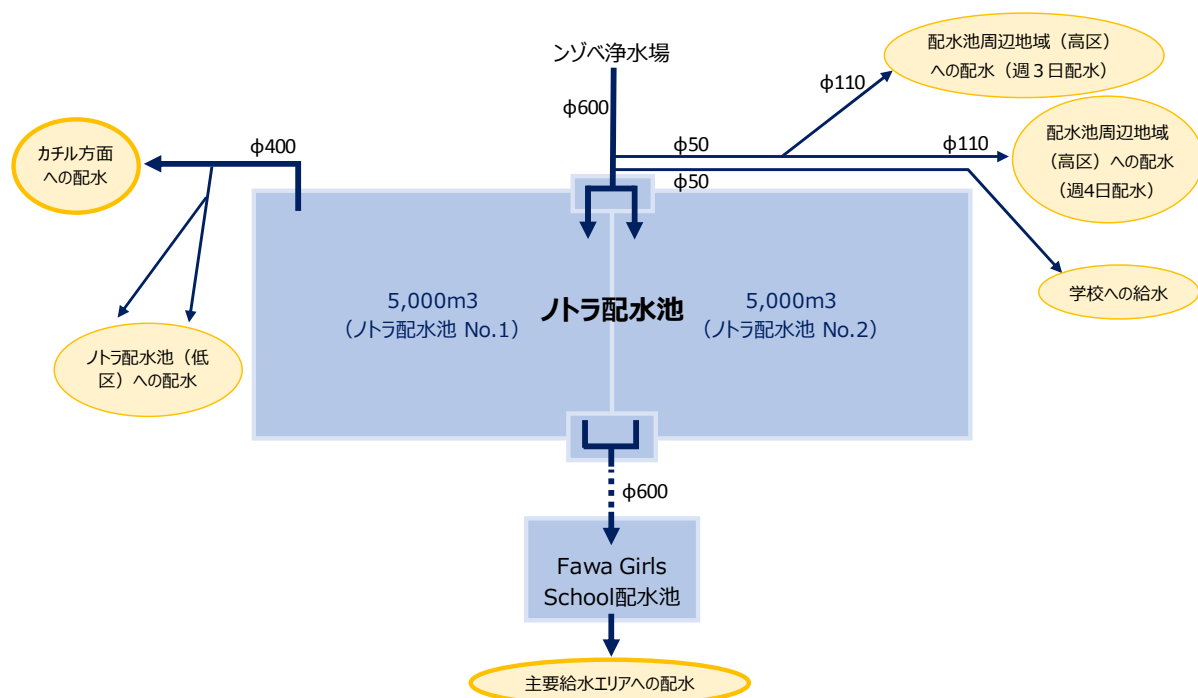 ンゾベ浄水場
φ600
配水池周辺地域（高区）
への配水（週３日配水）
φ110
カチル方面
への配水
φ400
φ50
φ110
配水池周辺地域
（高区）への配水
（週4日配水）
φ50
学校への給水
5,000m3
（ノトラ配水池 No.1）
ノトラ配水池
5,000m3
（ノトラ配水池 No.2）
ノトラ配水池（低
区）への配水
φ600
Fawa Girls
School配水池
主要給水エリアへの配水